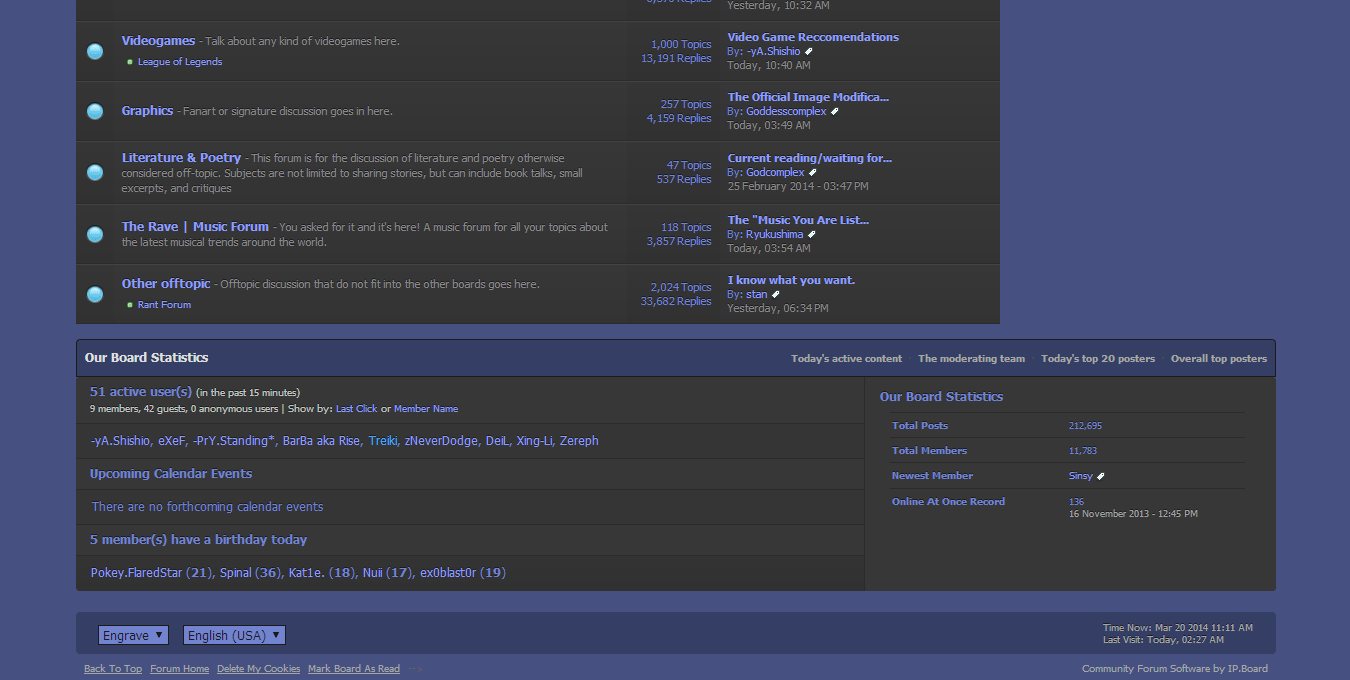 Yesterday, 10:32 AM
Videogames - Talk about any kind of videogames here.
League of Legends
1,000 Topics
13,191 Replies
Video Game Reccomendations
By: -yA.Shishio
Today, 10:40 AM
Graphics - Fanart or signature discussion goes in here.
257 Topics
4,159 Replies
The Official Image Modifica...
By: Goddesscomplex
Today, 03:49 AM
Literature & Poetry - This forum is for the discussion of literature and poetry otherwise
considered off-topic. Subjects are not limited to sharing stories, but can include book talks, small
excerpts, and critiques
47 Topics
537 Replies
Current reading/waiting for...
By: Godcomplex
25 February 2014 - 03:47 PM
The Rave | Music Forum - You asked for it and it's here! A music forum for all your topics about
the latest musical trends around the world.
118 Topics
3,857 Replies
The "Music You Are List...
By: Ryukushima
Today, 03:54 AM
Other offtopic - Offtopic discussion that do not fit into the other boards goes here.
Rant Forum
2,024 Topics
33,682 Replies
I know what you want.
By: stan
Yesterday, 06:34 PM
Our Board Statistics
Today's active content · The moderating team · Today's top 20 posters · Overall top posters
51 active user(s) (in the past 15 minutes)
9 members, 42 guests, 0 anonymous users | Show by: Last Click or Member Name
-yA.Shishio, eXeF, -PrY.Standing*, BarBa aka Rise, Treiki, zNeverDodge, DeiL, Xing-Li, Zereph
Upcoming Calendar Events
There are no forthcoming calendar events
5 member(s) have a birthday today
Pokey.FlaredStar (21), Spinal (36), Kat1e. (18), Nuii (17), ex0blast0r (19)
Our Board Statistics
Total Posts 212,695
Total Members 11,783
Newest Member Sinsy
Online At Once Record 136
16 November 2013 - 12:45 PM
Engrave ▼ English (USA) ▼
Time Now: Mar 20 2014 11:11 AM
Last Visit: Today, 02:27 AM
Back To Top Forum Home Delete My Cookies Mark Board As Read
Community Forum Software by IP.Board